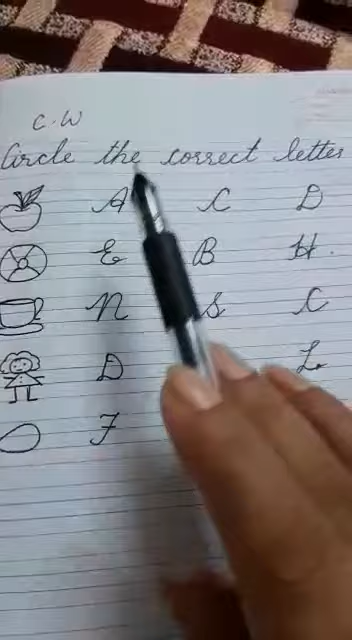 C.W
Circle the correct letter
A C D
E B H.
N S C
D L
F